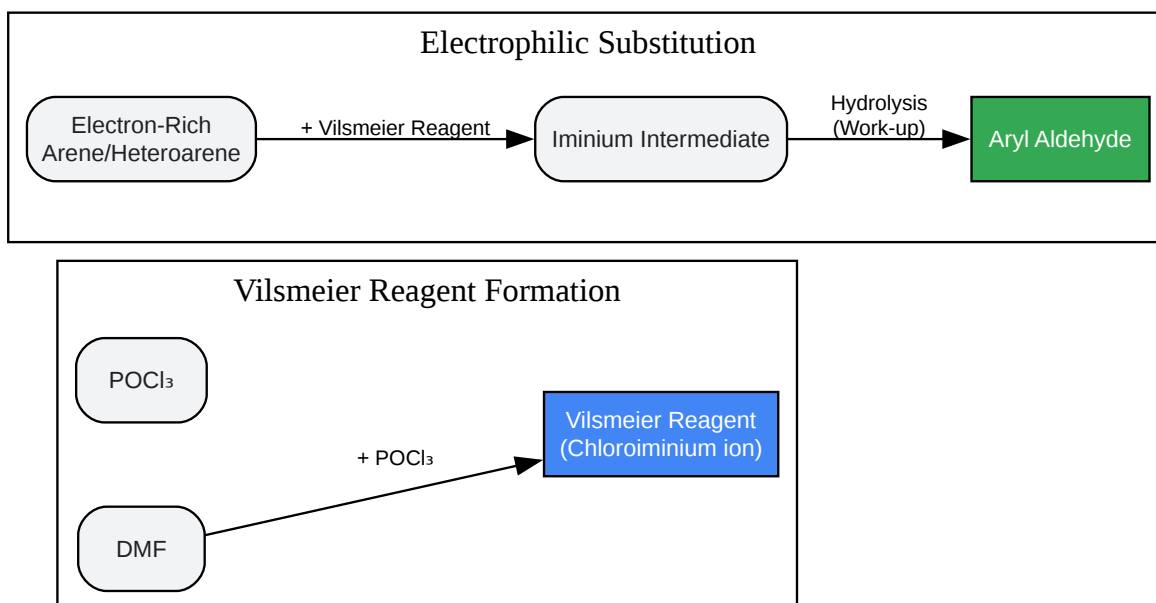 Electrophilic Substitution
Electron-Rich
Arene/Heteroarene
+ Vilsmeier Reagent
Iminium Intermediate
Hydrolysis
(Work-up)
Aryl Aldehyde
Vilsmeier Reagent Formation
POCl₃
Vilsmeier Reagent
(Chloroiminium ion)
+ POCl₃
DMF